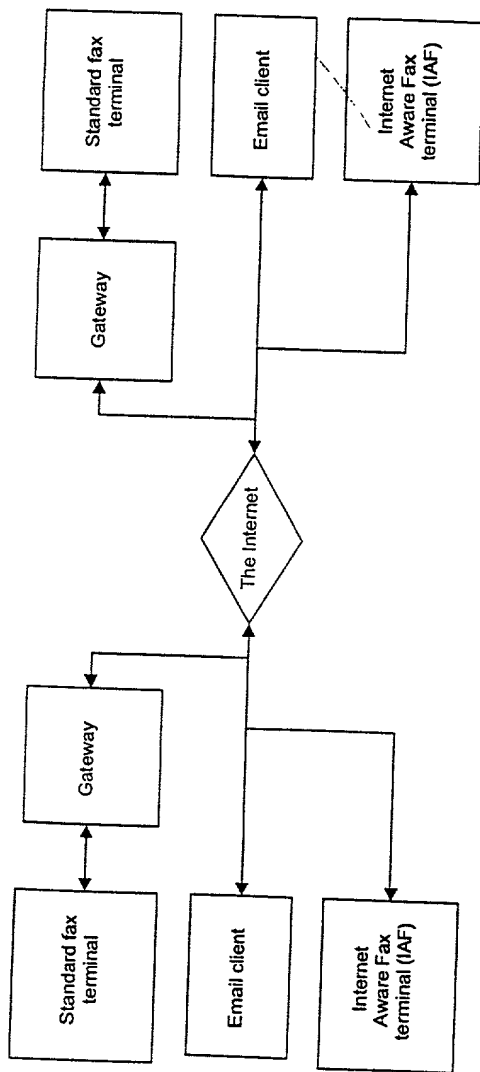 Standard fax
terminal
Gateway
Gateway
Standard fax
terminal
Email client
The Internet
Email client
Internet
Aware Fax
terminal (IAF)
Internet
Aware Fax
terminal (IAF)